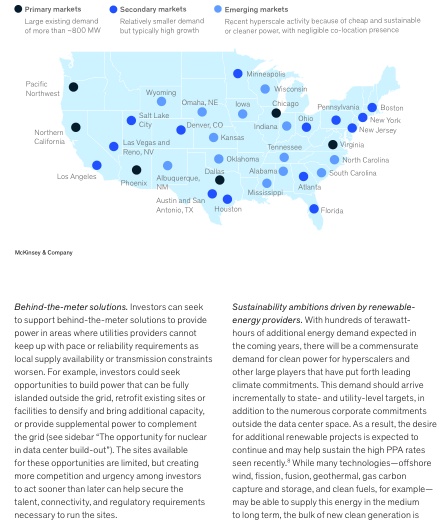 Primary markets
Large existing demand
of more than ~800 MW
Secondary markets
Relatively smaller demand
but typically high growth
Emerging markets
Recent hyperscale activity because of cheap and sustainable
or cleaner power, with negligible co-location presence
Pacific
Northwest
Northern
California
Los Angeles
Phoenix
Las Vegas and
Reno, NV
Salt Lake
City
Wyoming
Denver, CO
Albuquerque,
NM
Omaha, NE
Kansas
Oklahoma
Dallas
Austin and San
Antonio, TX
Houston
Minneapolis
Wisconsin
Iowa
Chicago
Indiana
Ohio
Pennsylvania
Boston
New York
New Jersey
Virginia
North Carolina
South Carolina
Tennessee
Alabama
Mississippi
Atlanta
Florida
McKinsey & Company
Behind-the-meter solutions. Investors can seek
to support behind-the-meter solutions to provide
power in areas where utilities providers cannot
keep up with pace or reliability requirements as
local supply availability or transmission constraints
worsen. For example, investors could seek
opportunities to build power that can be fully
islanded outside the grid, retrofit existing sites or
facilities to densify and bring additional capacity,
or provide supplemental power to complement
the grid (see sidebar “The opportunity for nuclear
in data center build-out”). The sites available
for these opportunities are limited, but creating
more competition and urgency among investors
to act sooner than later can help secure the
talent, connectivity, and regulatory requirements
necessary to run the sites.
Sustainability ambitions driven by renewable-
energy providers. With hundreds of terawatt-
hours of additional energy demand expected in
the coming years, there will be a commensurate
demand for clean power for hyperscalers and
other large players that have put forth leading
climate commitments. This demand should arrive
incrementally to state- and utility-level targets, in
addition to the numerous corporate commitments
outside the data center space. As a result, the desire
for additional renewable projects is expected to
continue and may help sustain the high PPA rates
seen recently.⁸ While many technologies—offshore
wind, fission, fusion, geothermal, gas carbon
capture and storage, and clean fuels, for example—
may be able to supply this energy in the medium
to long term, the bulk of new clean generation is